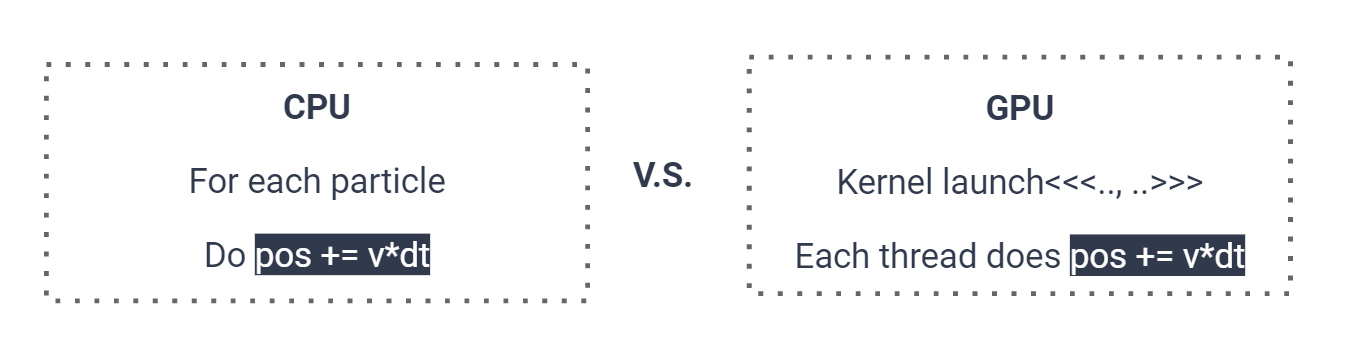 CPU
For each particle
Do pos += v*dt
V.S.
GPU
Kernel launch<<<.., ..>>>
Each thread does pos += v*dt